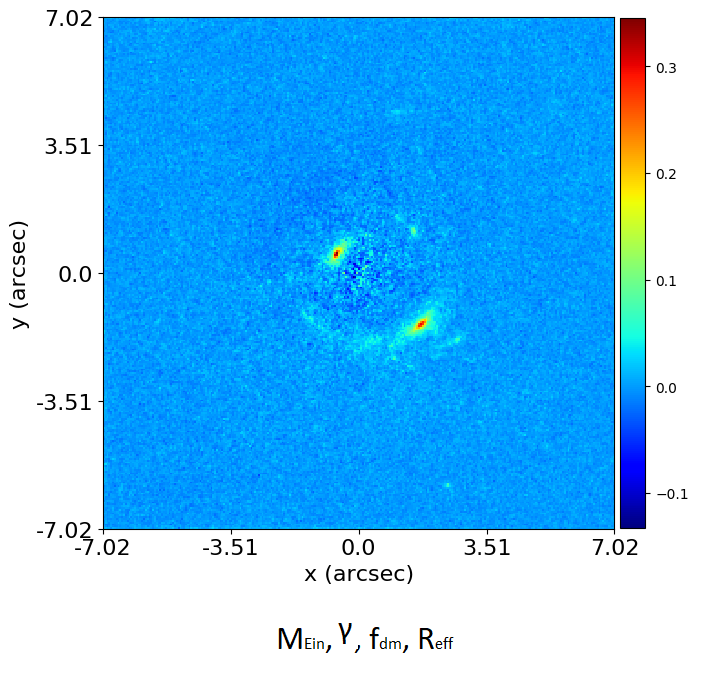 7.02
3.51
0.0
-3.51
-7.02
y (arcsec)
-7.02 -3.51 0.0 3.51 7.02
x (arcsec)
0.3
0.2
0.1
0.0
−0.1
MEin, γ, fdm, Reff